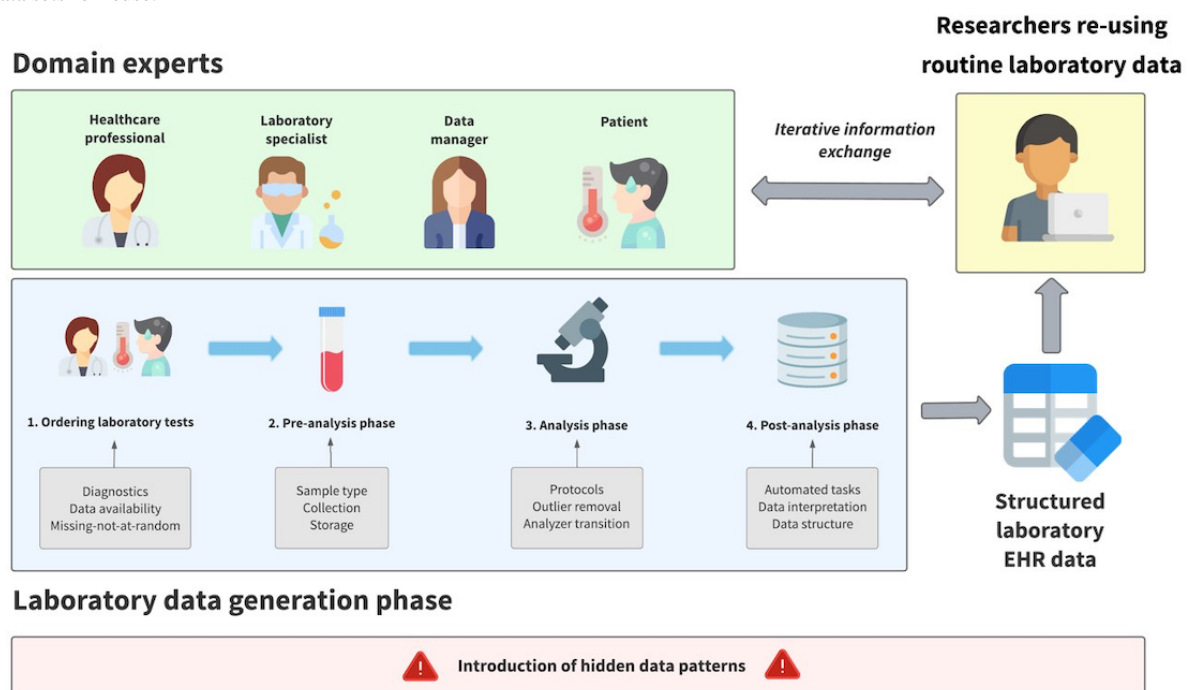 Researchers re-using
routine laboratory data
Domain experts
Healthcare
professional
Laboratory
specialist
Data
manager
Patient
Iterative information
exchange
1. Ordering laboratory tests
2. Pre-analysis phase
3. Analysis phase
4. Post-analysis phase
Diagnostics
Data availability
Missing-not-at-random
Sample type
Collection
Storage
Protocols
Outlier removal
Analyzer transition
Automated tasks
Data interpretation
Data structure
Structured
laboratory
EHR data
Laboratory data generation phase
! Introduction of hidden data patterns !